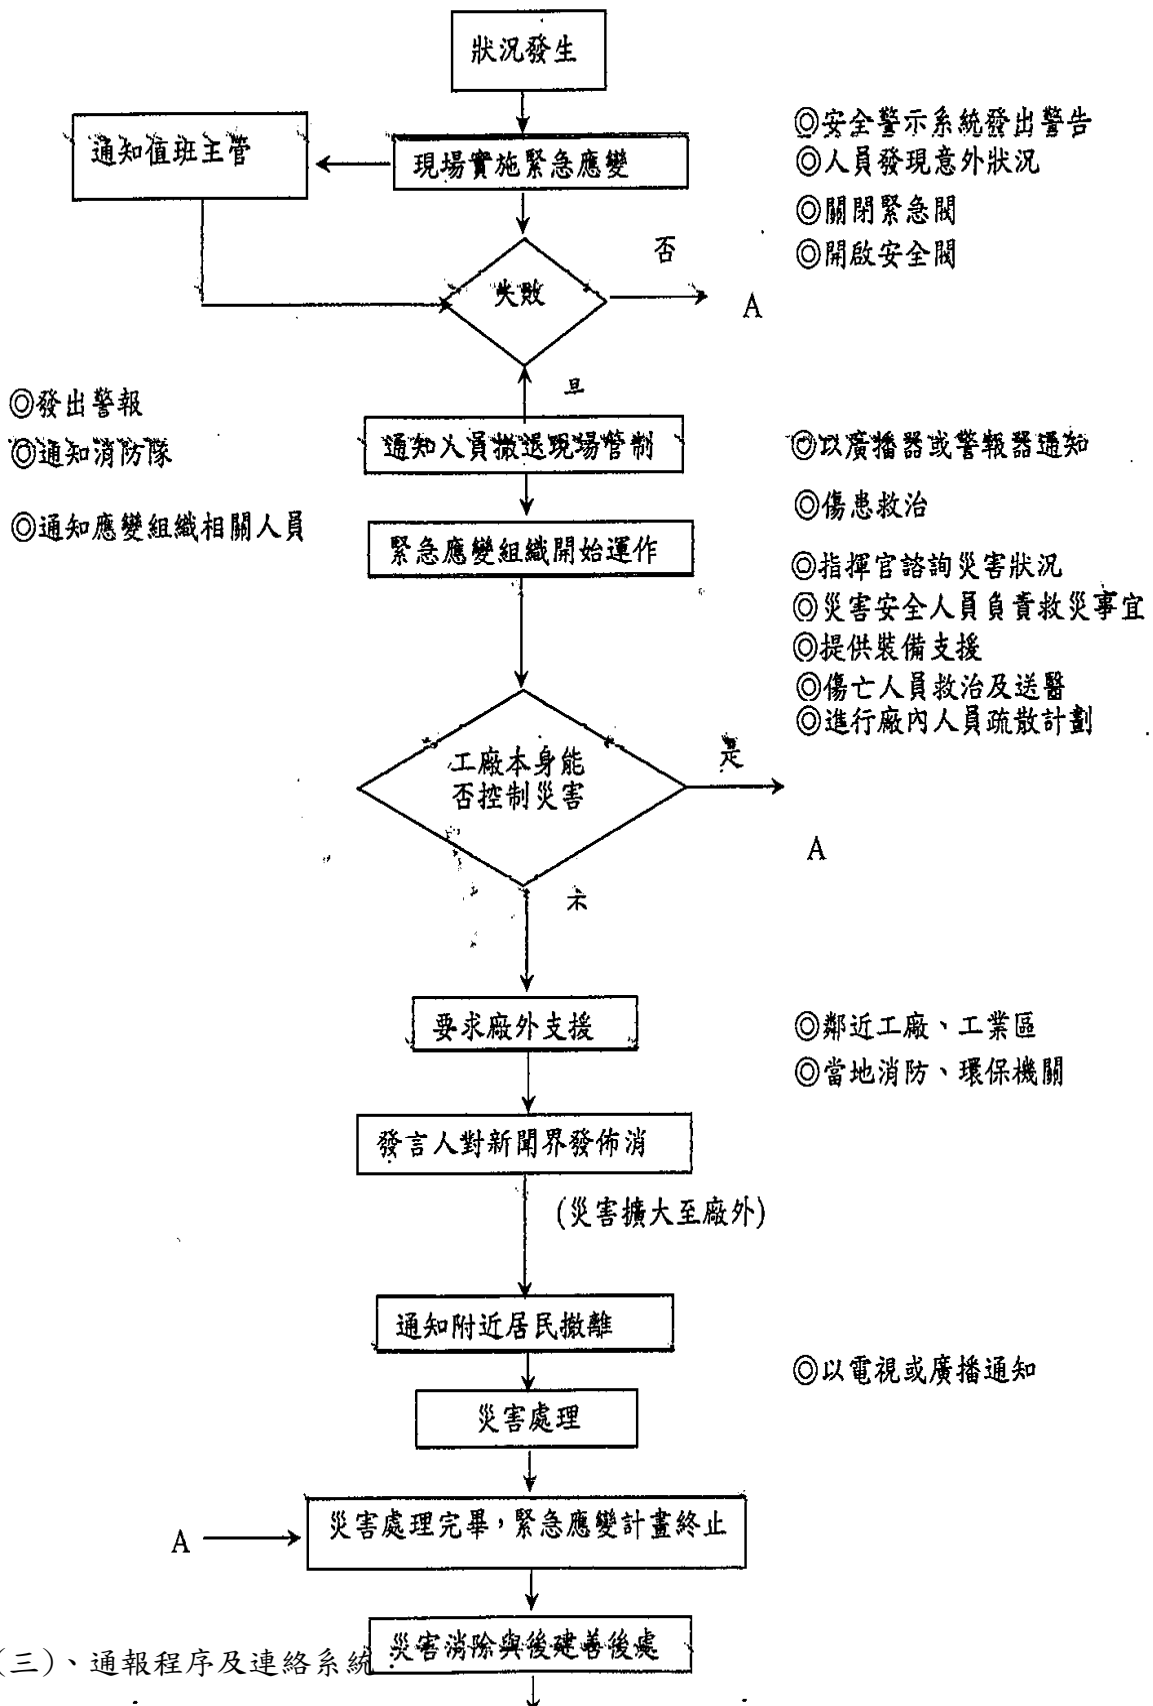 狀況發生
通知值班主管
現場實施緊急應變
◎安全警示系統發出警告
◎人員發現意外狀況
◎關閉緊急閥
◎開啟安全閥
失敗
否
A
◎發出警報
◎通知消防隊
◎通知應變組織相關人員
通知人員撤退現場管制
◎以廣播器或警報器通知
◎傷患救治
緊急應變組織開始運作
◎指揮官諮詢災害狀況
◎災害安全人員負責救災事宜
◎提供裝備支援
◎傷亡人員救治及送醫
◎進行廠內人員疏散計劃
工廠本身能
否控制災害
是
A
要求廠外支援
◎鄰近工廠、工業區
◎當地消防、環保機關
發言人對新聞界發佈消
(災害擴大至廠外)
通知附近居民撤離
◎以電視或廣播通知
災害處理
A
災害處理完畢，緊急應變計畫終止
災害消除與後建善後處
(三)、通報程序及連絡系統